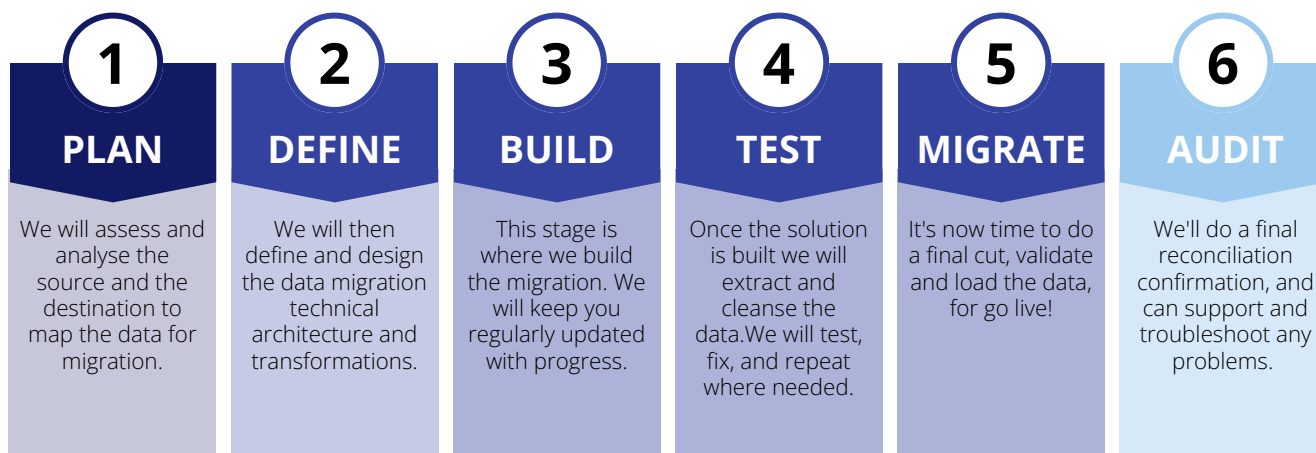 1
PLAN
We will assess and
analyse the
source and the
destination to
map the data for
migration.
2
DEFINE
We will then
define and design
the data migration
technical
architecture and
transformations.
3
BUILD
This stage is
where we build
the migration. We
will keep you
regularly updated
with progress.
4
TEST
Once the solution
is built we will
extract and
cleanse the
data.We will test,
fix, and repeat
where needed.
5
MIGRATE
It's now time to do
a final cut, validate
and load the data,
for go live!
6
AUDIT
We'll do a final
reconciliation
confirmation, and
can support and
troubleshoot any
problems.